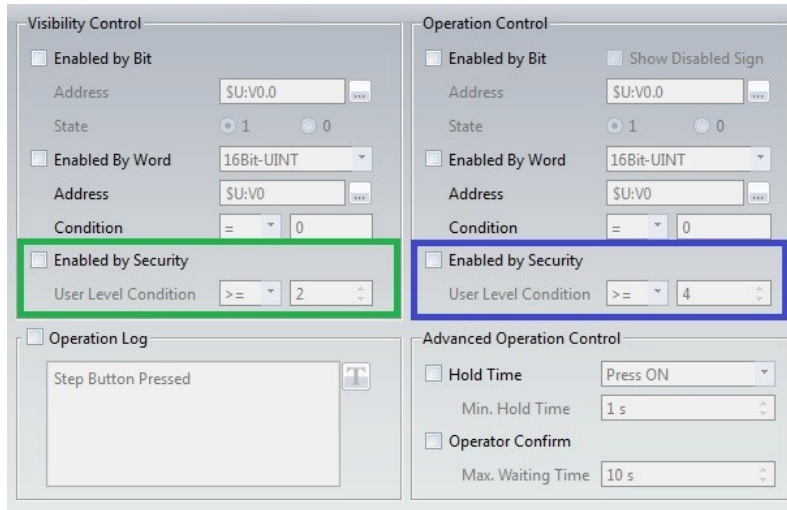 Visibility Control
Enabled by Bit
Address $U:V0.0 ...
State 1 0
Enabled By Word 16Bit-UINT
Address $U:V0 ...
Condition = 0
Enabled by Security
User Level Condition >= 2
Operation Control
Enabled by Bit Show Disabled Sign
Address $U:V0.0 ...
State 1 0
Enabled By Word 16Bit-UINT
Address $U:V0 ...
Condition = 0
Enabled by Security
User Level Condition >= 4
Operation Log
Step Button Pressed T
Advanced Operation Control
Hold Time Press ON
Min. Hold Time 1 s
Operator Confirm
Max. Waiting Time 10 s